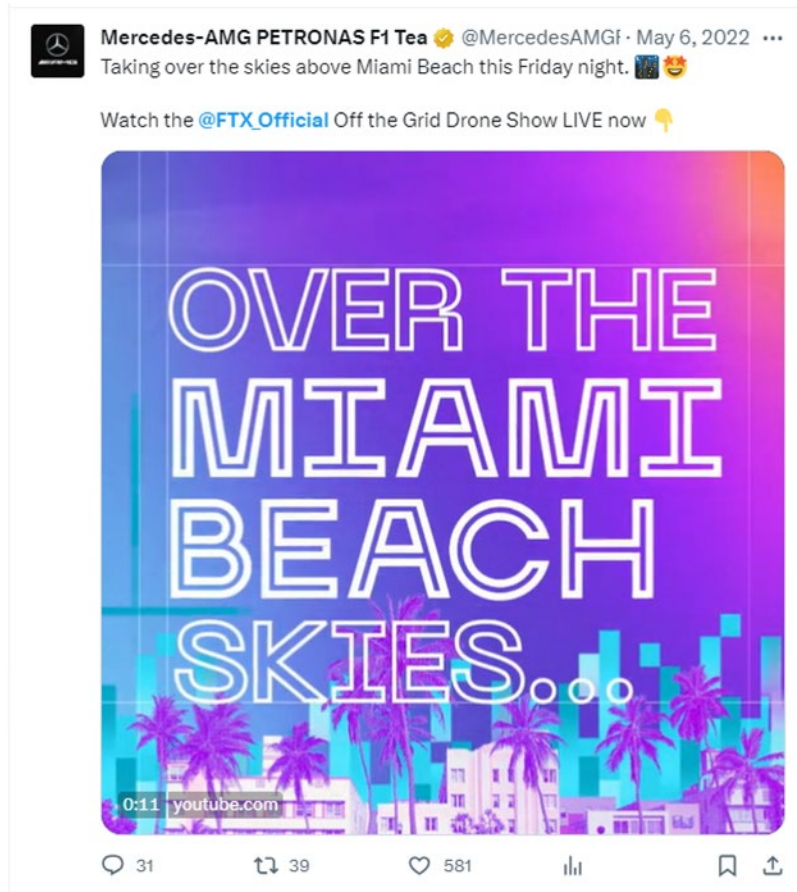 Mercedes-AMG PETRONAS F1 Tea @MercedesAMGF · May 6, 2022
Taking over the skies above Miami Beach this Friday night. 🌃🤩
Watch the @FTX_Official Off the Grid Drone Show LIVE now 👇
OVER THE
MIAMI
BEACH
SKIES...
0:11 youtube.com
31 39 581